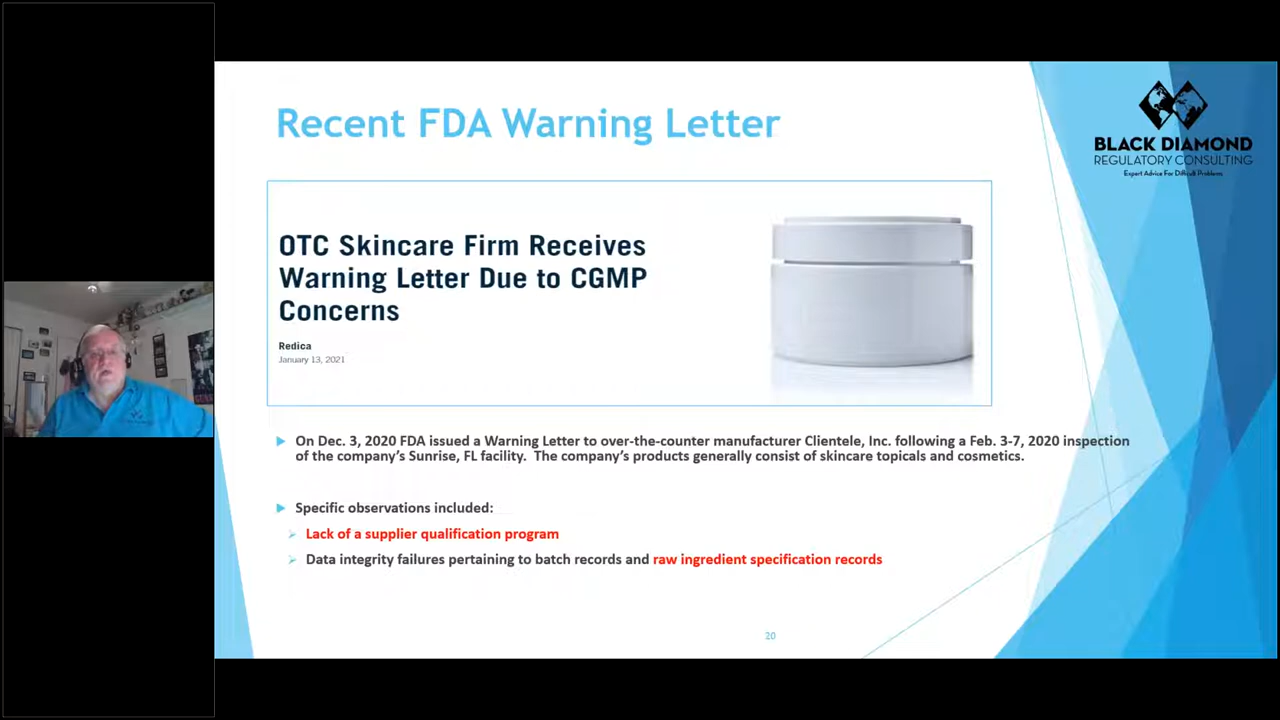 Recent FDA Warning Letter
BLACK DIAMOND
REGULATORY CONSULTING
Expert Advice For Difficult Problems
OTC Skincare Firm Receives
Warning Letter Due to CGMP
Concerns
Redica
January 13, 2021
On Dec. 3, 2020 FDA issued a Warning Letter to over-the-counter manufacturer Clientele, Inc. following a Feb. 3-7, 2020 inspection
of the company's Sunrise, FL facility. The company's products generally consist of skincare topicals and cosmetics.
Specific observations included:
Lack of a supplier qualification program
Data integrity failures pertaining to batch records and raw ingredient specification records
20